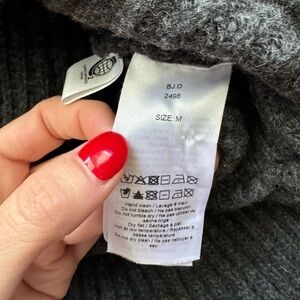 BJ.D
2498
SIZE: M
Hand wash / Lavage à main
Do not bleach / Ne pas blanchir
Do not tumble dry / Ne pas utiliser
sèche-linge
Dry flat / Séchage à plat
Iron at low temperature / Repasser à
basse température
Do not dry clean / Ne pas nettoyer à
sec